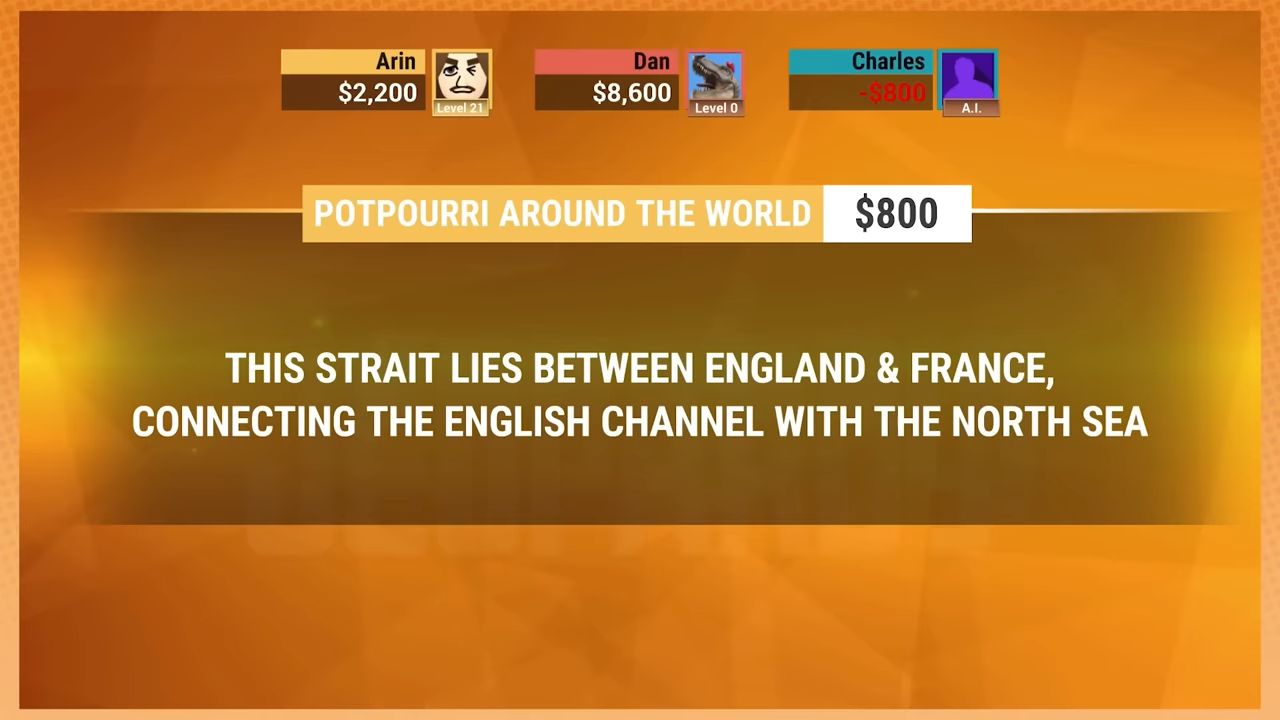 Arin
$2,200
Level 21
Dan
$8,600
Level 0
Charles
-$800
A.I.
POTPOURRI AROUND THE WORLD $800
THIS STRAIT LIES BETWEEN ENGLAND & FRANCE,
CONNECTING THE ENGLISH CHANNEL WITH THE NORTH SEA